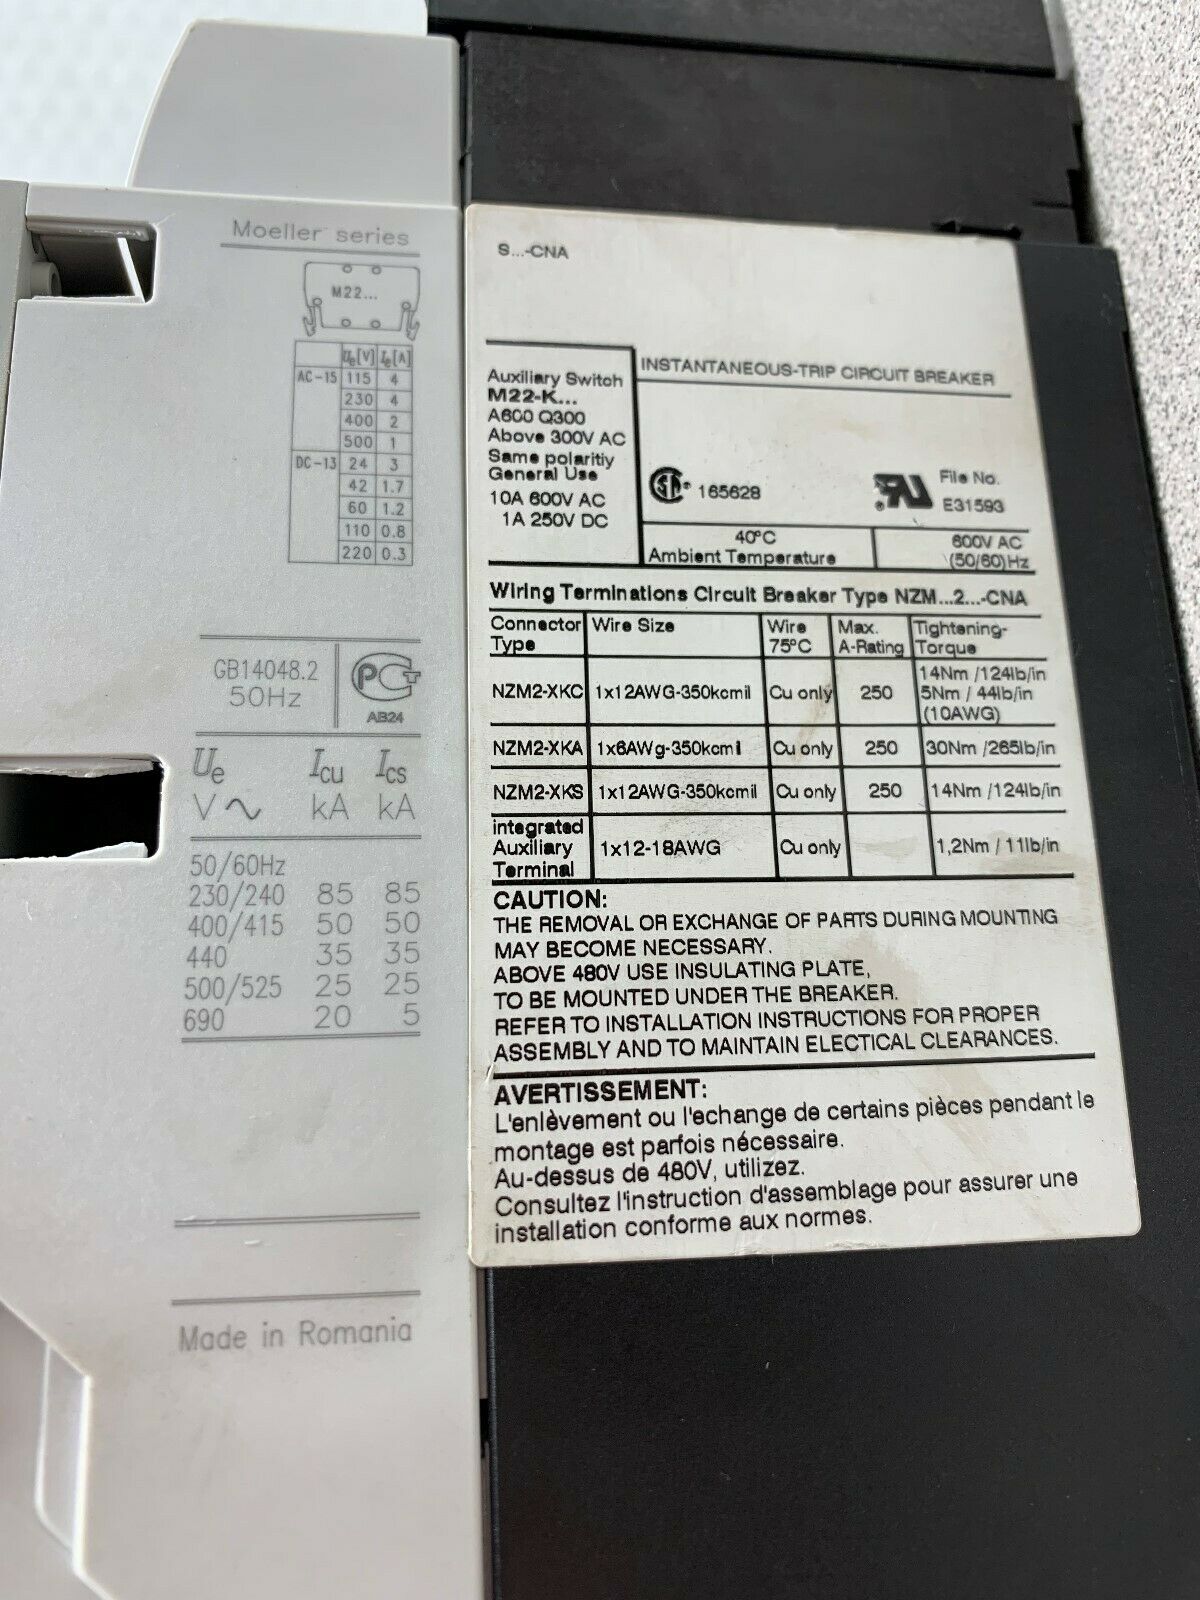 Moeller™ series
M22...
Ue[V] Ie[A]
AC-15 115 4
230 4
400 2
500 1
DC-13 24 3
42 1.7
60 1.2
110 0.8
220 0.3
GB14048.2
50Hz
PCT
AB24
Ue Icu Ics
V ~ kA kA
50/60Hz
230/240 85 85
400/415 50 50
440 35 35
500/525 25 25
690 20 5
Made in Romania
S...-CNA
Auxiliary Switch
M22-K...
A600 Q300
Above 300V AC
Same polaritiy
General Use
10A 600V AC
1A 250V DC
INSTANTANEOUS-TRIP CIRCUIT BREAKER
SA® 165628
® RU File No.
E31593
40°C
Ambient Temperature
600V AC
(50/60)Hz
Wiring Terminations Circuit Breaker Type NZM...2...-CNA
Connector Type Wire Size Wire 75°C Max. A-Rating Tightening-Torque
NZM2-XKC 1x12AWG-350kcmil Cu only 250 14Nm /124lb/in
5Nm / 44lb/in
(10AWG)
NZM2-XKA 1x6AWg-350kcmil Cu only 250 30Nm /265lb/in
NZM2-XKS 1x12AWG-350kcmil Cu only 250 14Nm /124lb/in
integrated
Auxiliary
Terminal 1x12-18AWG Cu only 1,2Nm / 11lb/in
CAUTION:
THE REMOVAL OR EXCHANGE OF PARTS DURING MOUNTING
MAY BECOME NECESSARY.
ABOVE 480V USE INSULATING PLATE,
TO BE MOUNTED UNDER THE BREAKER.
REFER TO INSTALLATION INSTRUCTIONS FOR PROPER
ASSEMBLY AND TO MAINTAIN ELECTICAL CLEARANCES.
AVERTISSEMENT:
L'enlèvement ou l'echange de certains pièces pendant le
montage est parfois nécessaire.
Au-dessus de 480V, utilizez.
Consultez l'instruction d'assemblage pour assurer une
installation conforme aux normes.